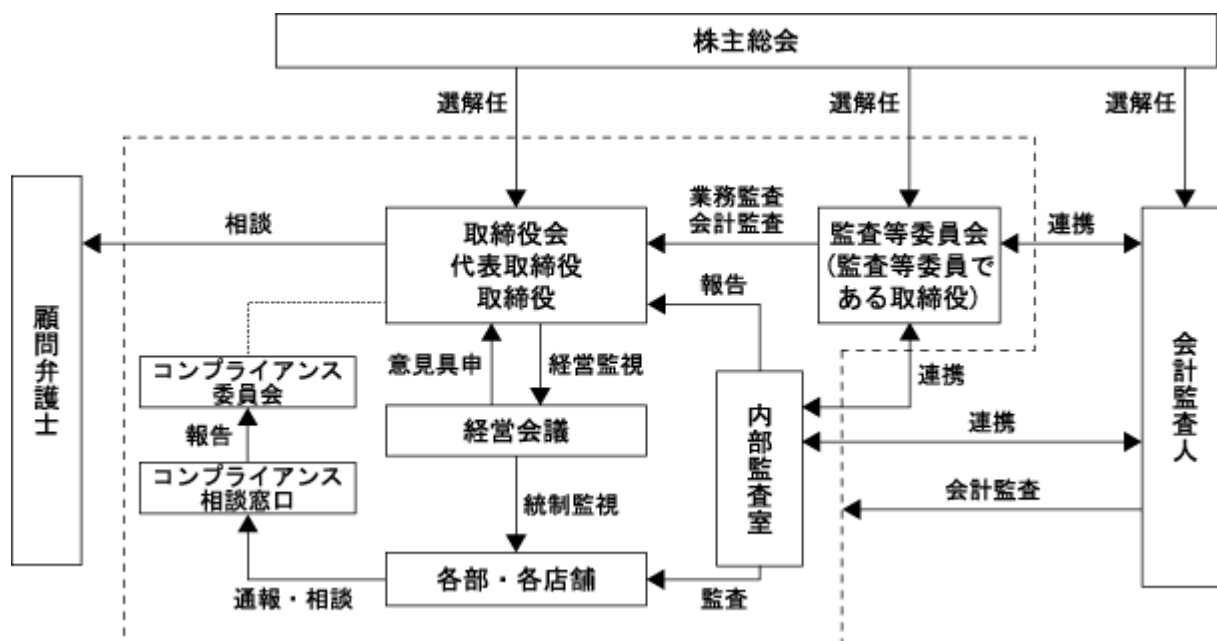 株主総会
選解任
選解任
選解任
顧問弁護士
相談
取締役会
代表取締役
取締役
業務監査
会計監査
監査等委員会
(監査等委員で
ある取締役)
連携
会計監査人
報告
コンプライアンス
委員会
意見具申
経営監視
連携
報告
経営会議
内部監査室
連携
コンプライアンス
相談窓口
統制監視
会計監査
通報・相談
各部・各店舗
監査